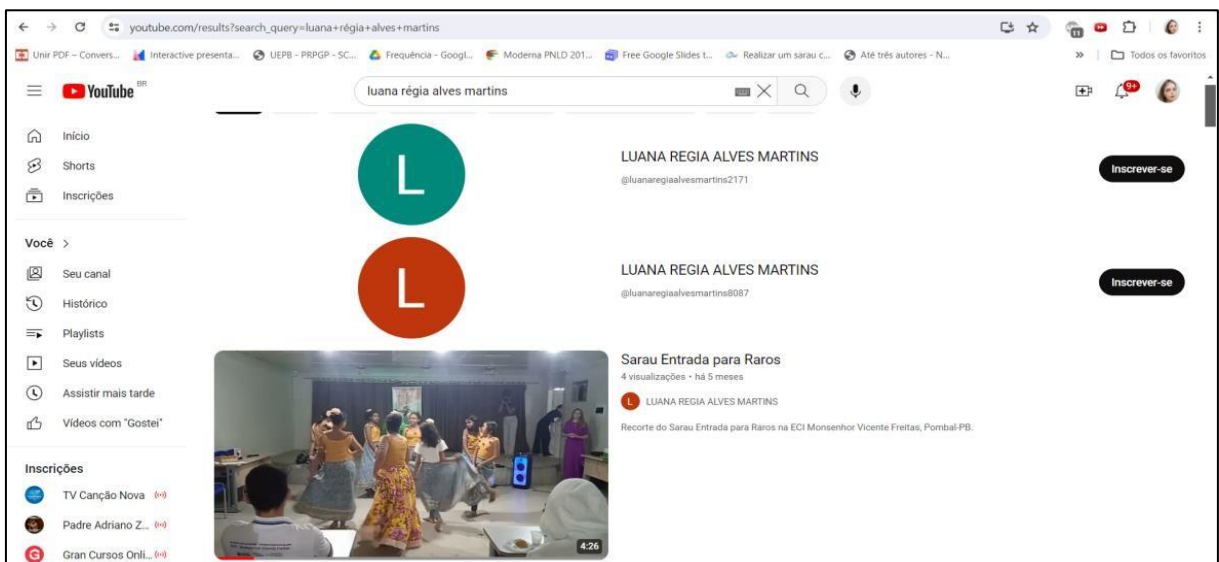 youtube.com/results?search_query=luana+régia+alves+martins
11
Unir PDF – Convers...
Interactive presenta...
UEPB - PRPGP - SC...
Frequência - Googl...
Moderna PNLD 201...
Free Google Slides t...
Realizar um sarau c...
Até três autores - N...
»
Todos os favoritos
YouTube BR
luana régia alves martins
9+
Início
Shorts
Inscrições
Você >
Seu canal
Histórico
Playlists
Seus vídeos
Assistir mais tarde
Vídeos com "Gostei"
Inscrições
TV Canção Nova
Padre Adriano Z...
Gran Cursos Onli...
L
LUANA REGIA ALVES MARTINS
@luanaregiaalvesmartins2171
Inscrever-se
L
LUANA REGIA ALVES MARTINS
@luanaregiaalvesmartins8087
Inscrever-se
4:26
Sarau Entrada para Raros
4 visualizações • há 5 meses
L LUANA REGIA ALVES MARTINS
Recorte do Sarau Entrada para Raros na ECI Monsenhor Vicente Freitas, Pombal-PB.